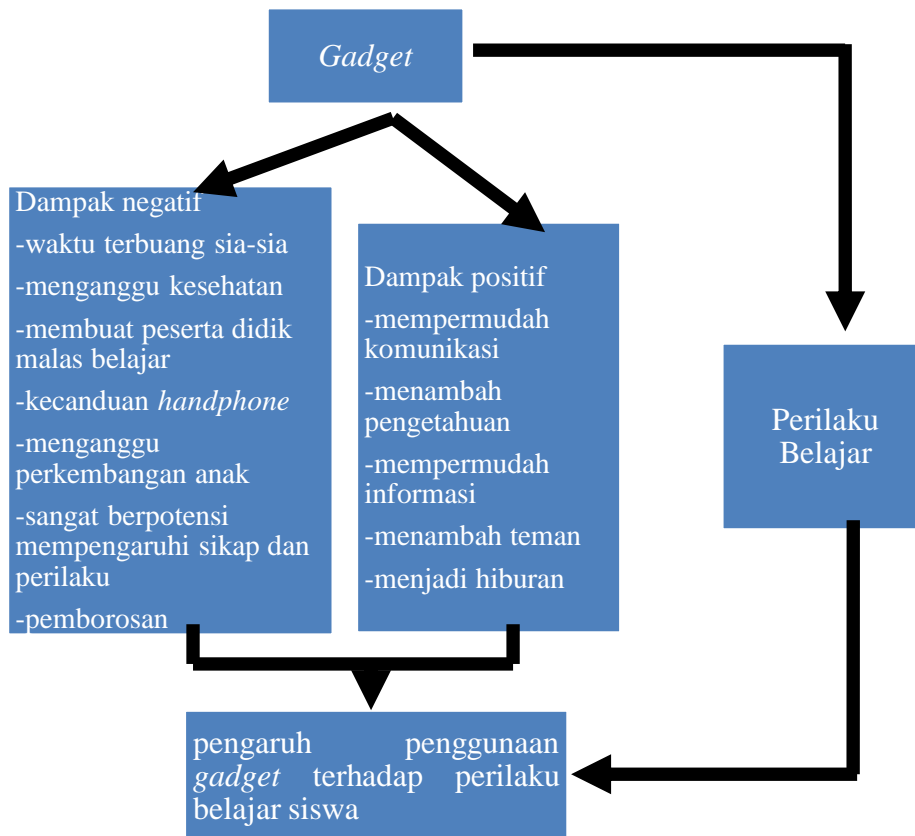 Gadget
Dampak negatif
-waktu terbuang sia-sia
-menganggu kesehatan
-membuat peserta didik
malas belajar
-kecanduan handphone
-menganggu
perkembangan anak
-sangat berpotensi
mempengaruhi sikap dan
perilaku
-pemborosan
Dampak positif
-mempermudah
komunikasi
-menambah
pengetahuan
-mempermudah
informasi
-menambah teman
-menjadi hiburan
Perilaku
Belajar
pengaruh penggunaan
gadget terhadap perilaku
belajar siswa